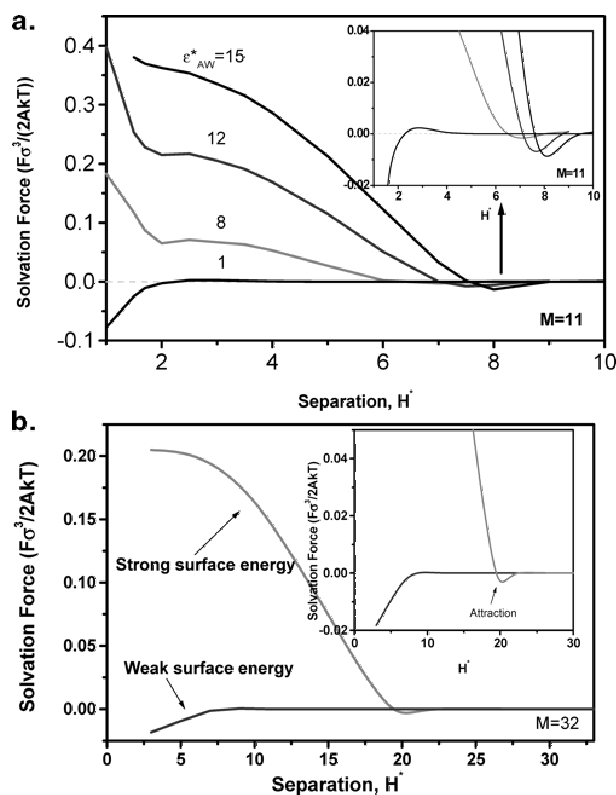 a.
Solvation Force (Fσ³/(2AkT))
0.4
0.3
0.2
0.1
0.0
-0.1
ε*AW=15
12
8
1
M=11
2
4
6
8
10
Separation, H*
0.04
0.02
0.00
-0.02
2
4
6
8
10
H*
M=11
b.
Solvation Force (Fσ³/2AkT)
0.20
0.15
0.10
0.05
0.00
Strong surface energy
Weak surface energy
M=32
0
5
10
15
20
25
30
Separation, H*
Solvation Force (Fσ³/2AkT)
0.04
0.02
0.00
-0.02
Attraction
0
10
20
30
H*